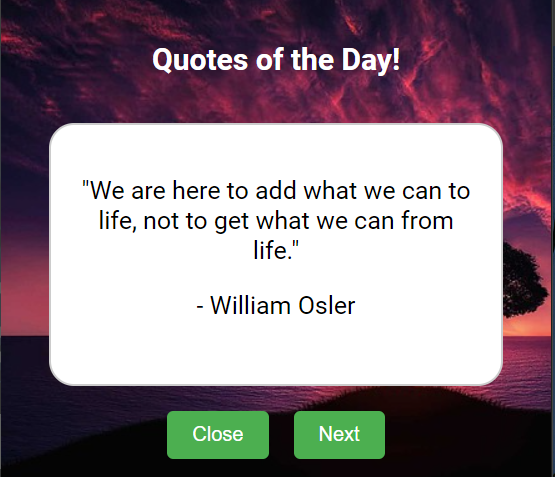 Quotes of the Day!
"We are here to add what we can to
life, not to get what we can from
life."
- William Osler
Close
Next